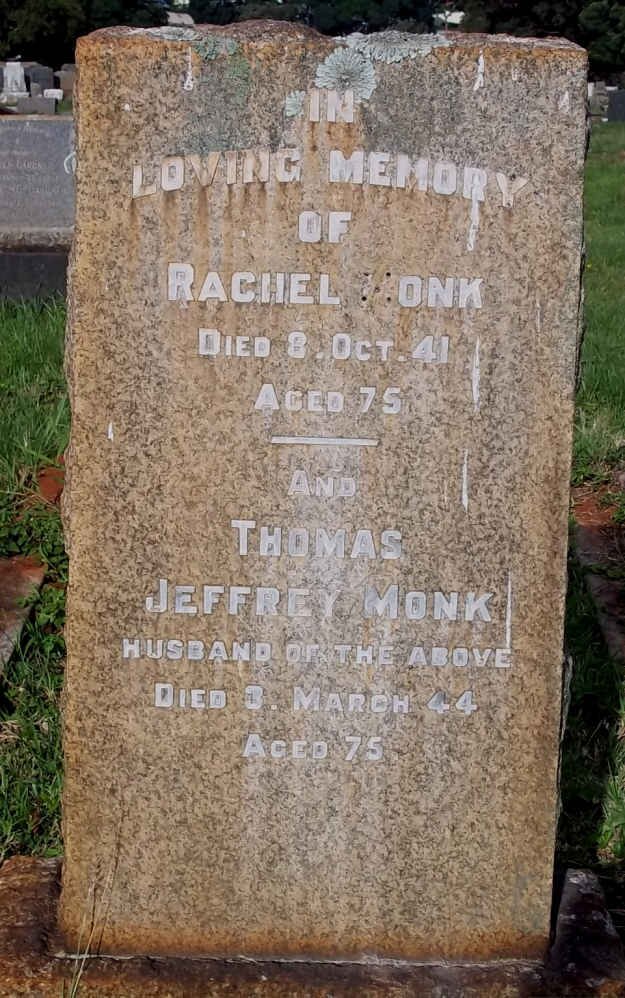 IN
LOVING MEMORY
OF
RACHEL MONK
DIED 8. OCT. 41
AGED 75
AND
THOMAS
JEFFREY MONK
HUSBAND OF THE ABOVE
DIED 3. MARCH 44
AGED 75